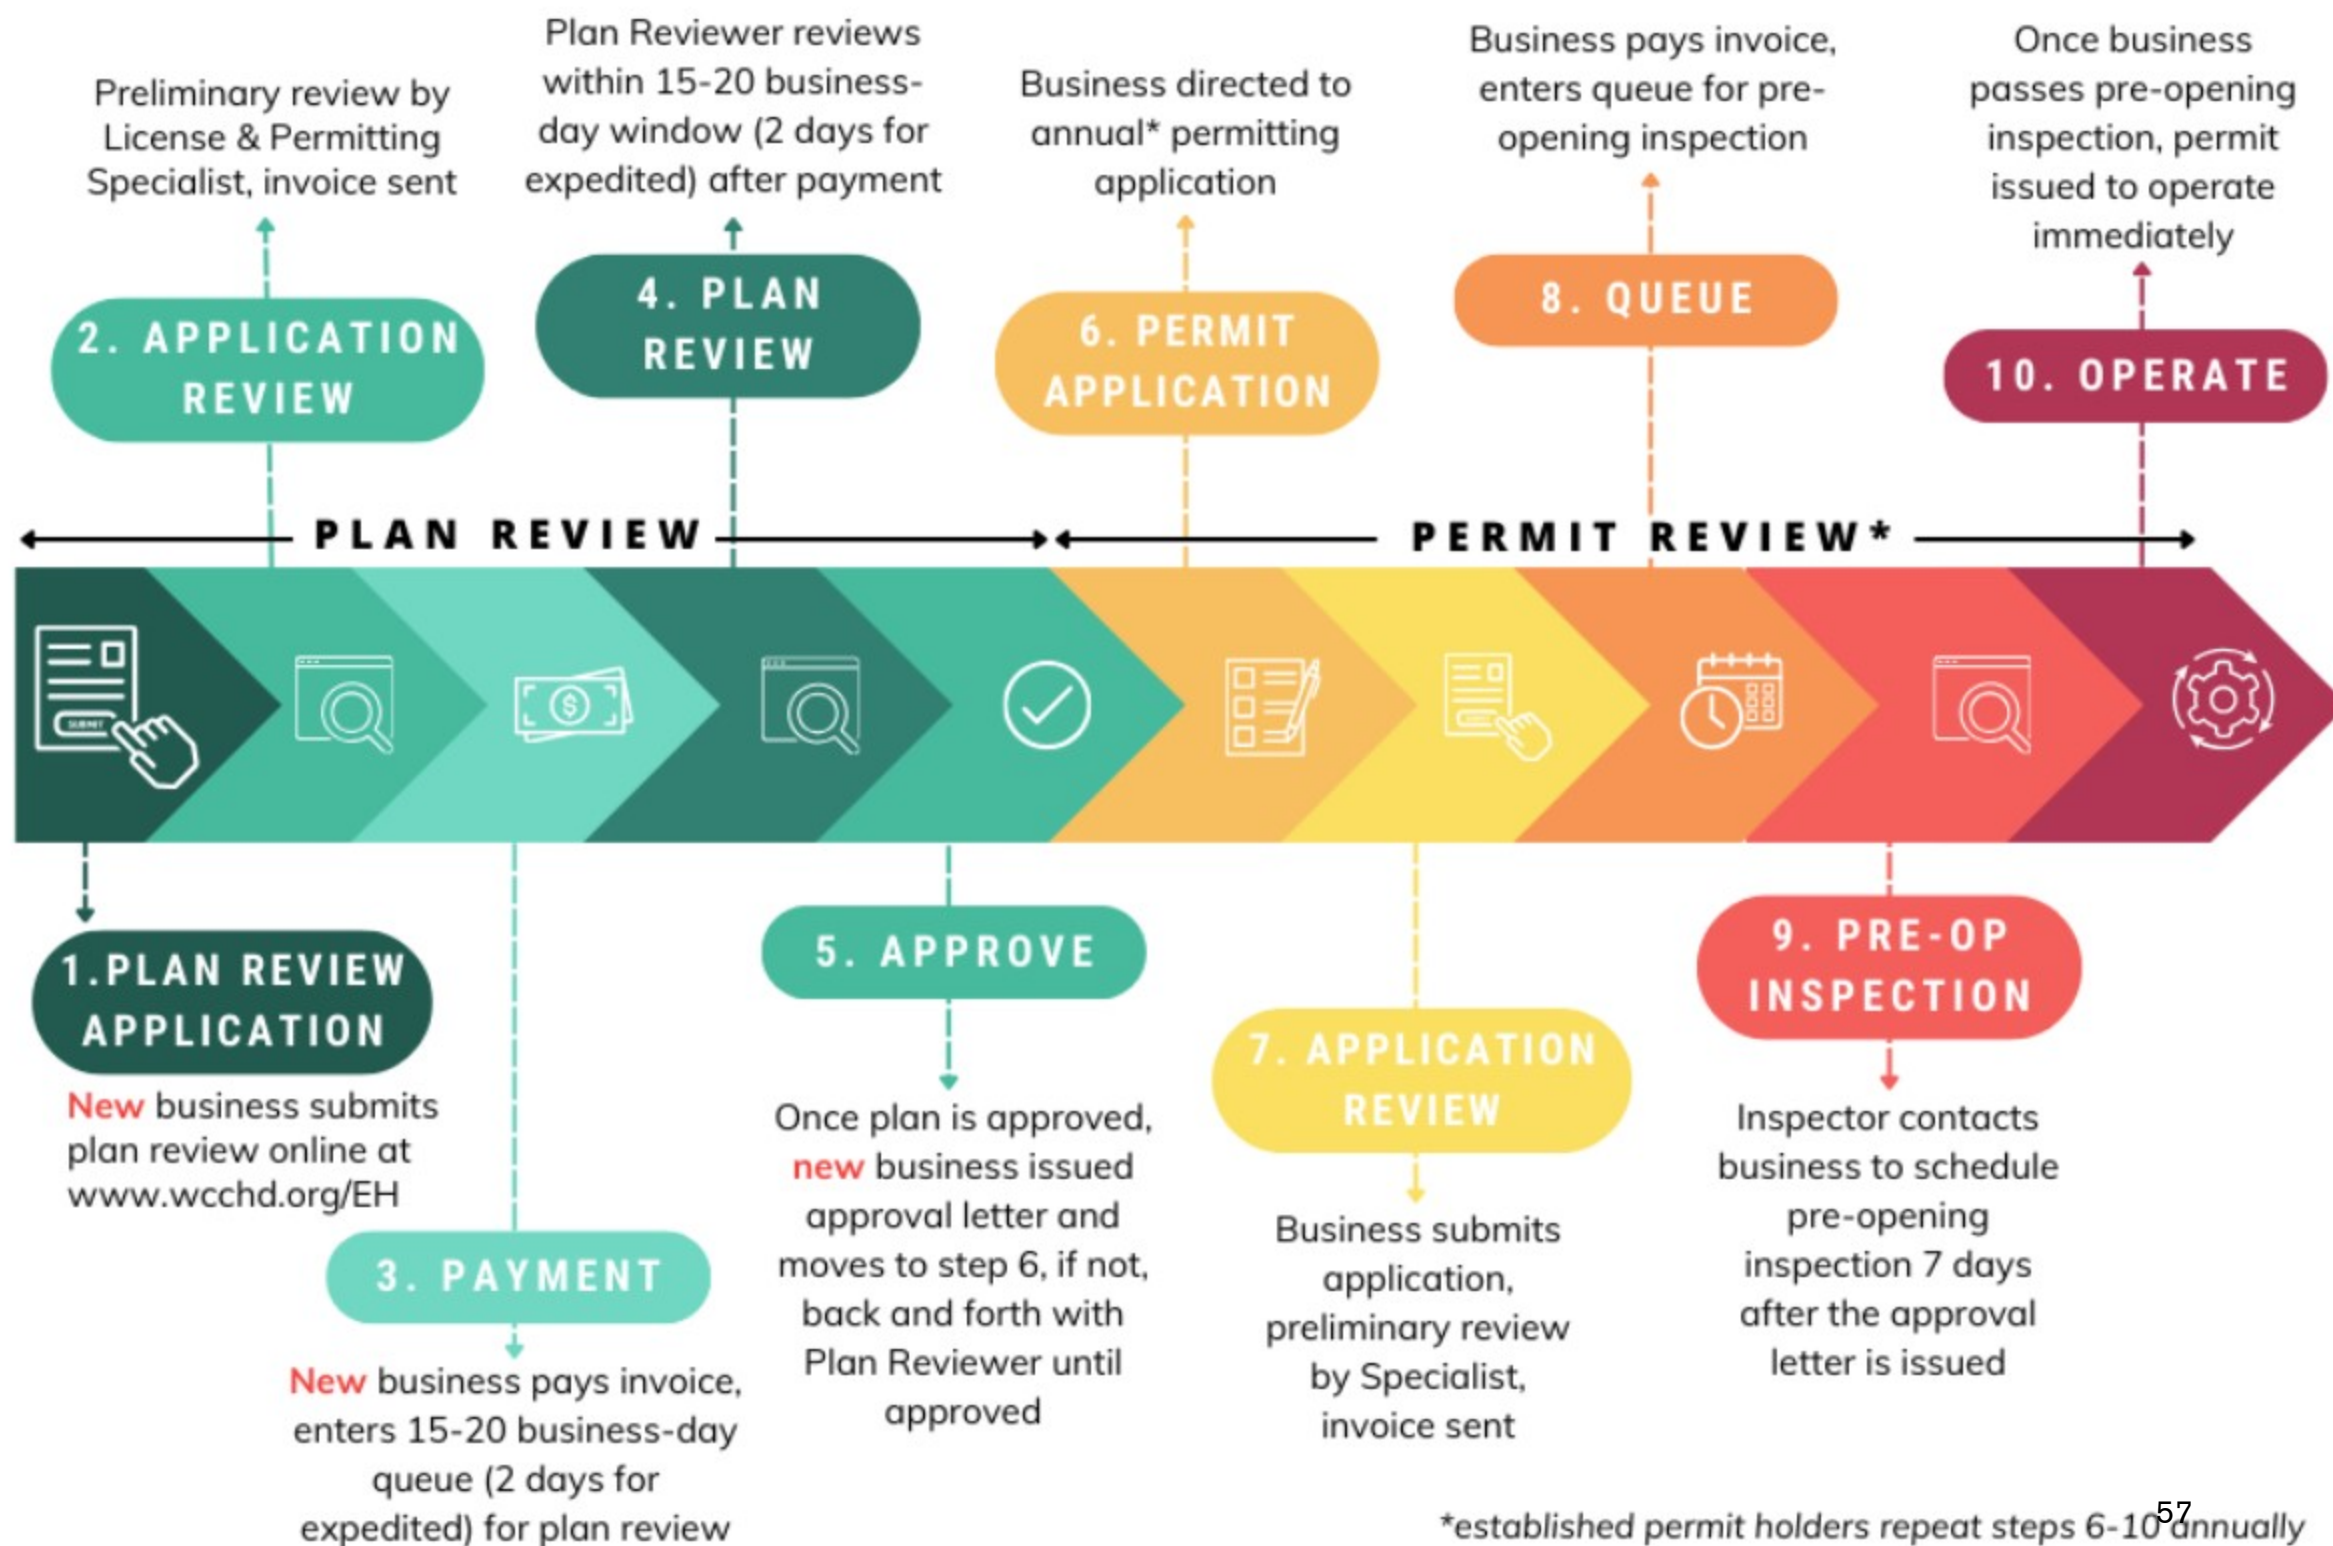 Preliminary review by
License & Permitting
Specialist, invoice sent
2. APPLICATION
REVIEW
Plan Reviewer reviews
within 15-20 business-
day window (2 days for
expedited) after payment
4. PLAN
REVIEW
Business directed to
annual* permitting
application
6. PERMIT
APPLICATION
Business pays invoice,
enters queue for pre-
opening inspection
8. QUEUE
Once business
passes pre-opening
inspection, permit
issued to operate
immediately
10. OPERATE
PLAN REVIEW
PERMIT REVIEW*
SUBMIT
$
1.PLAN REVIEW
APPLICATION
New business submits
plan review online at
www.wcchd.org/EH
3. PAYMENT
New business pays invoice,
enters 15-20 business-day
queue (2 days for
expedited) for plan review
5. APPROVE
Once plan is approved,
new business issued
approval letter and
moves to step 6, if not,
back and forth with
Plan Reviewer until
approved
7. APPLICATION
REVIEW
Business submits
application,
preliminary review
by Specialist,
invoice sent
9. PRE-OP
INSPECTION
Inspector contacts
business to schedule
pre-opening
inspection 7 days
after the approval
letter is issued
*established permit holders repeat steps 6-10 annually
57